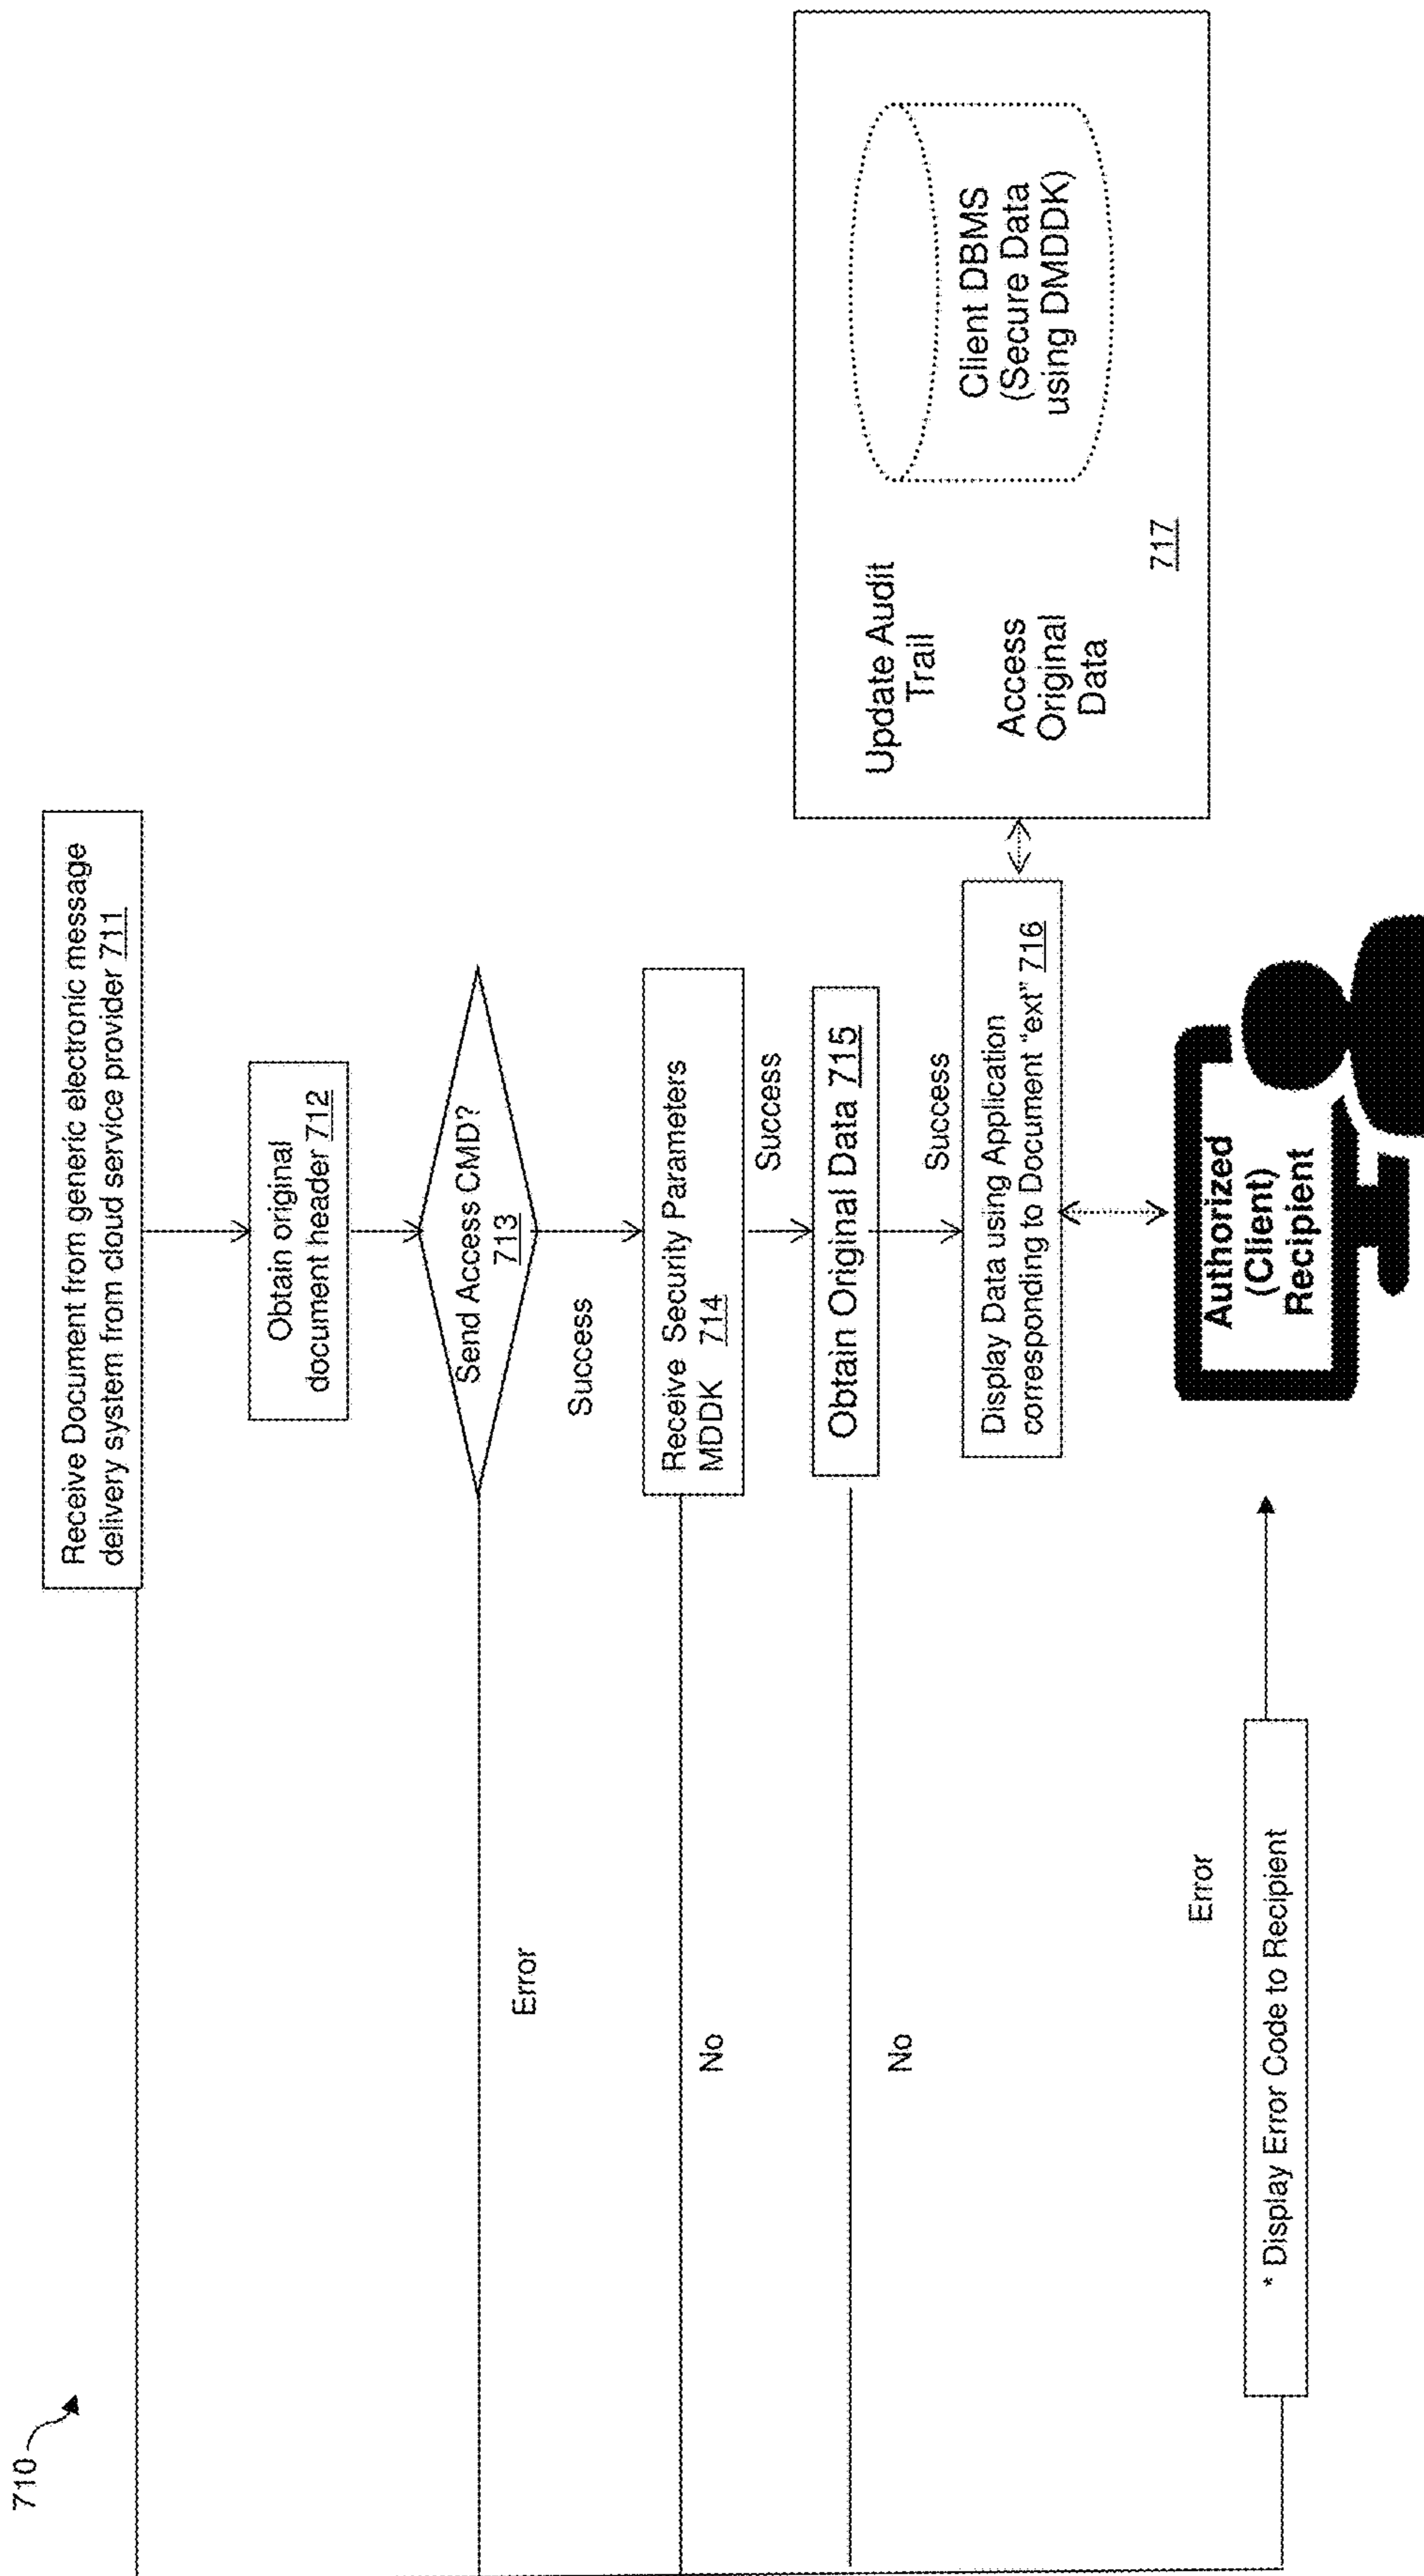 710
Receive Document from generic electronic message
delivery system from cloud service provider 711
Obtain original
document header 712
Send Access CMD?
713
Error
Success
Receive Security Parameters
MDDK 714
No
Success
Obtain Original Data 715
No
Success
Display Data using Application
corresponding to Document "ext" 716
Update Audit
Trail
Access
Original
Data
717
Client DBMS
(Secure Data
using DMDDK)
Error
* Display Error Code to Recipient
Authorized
(Client)
Recipient